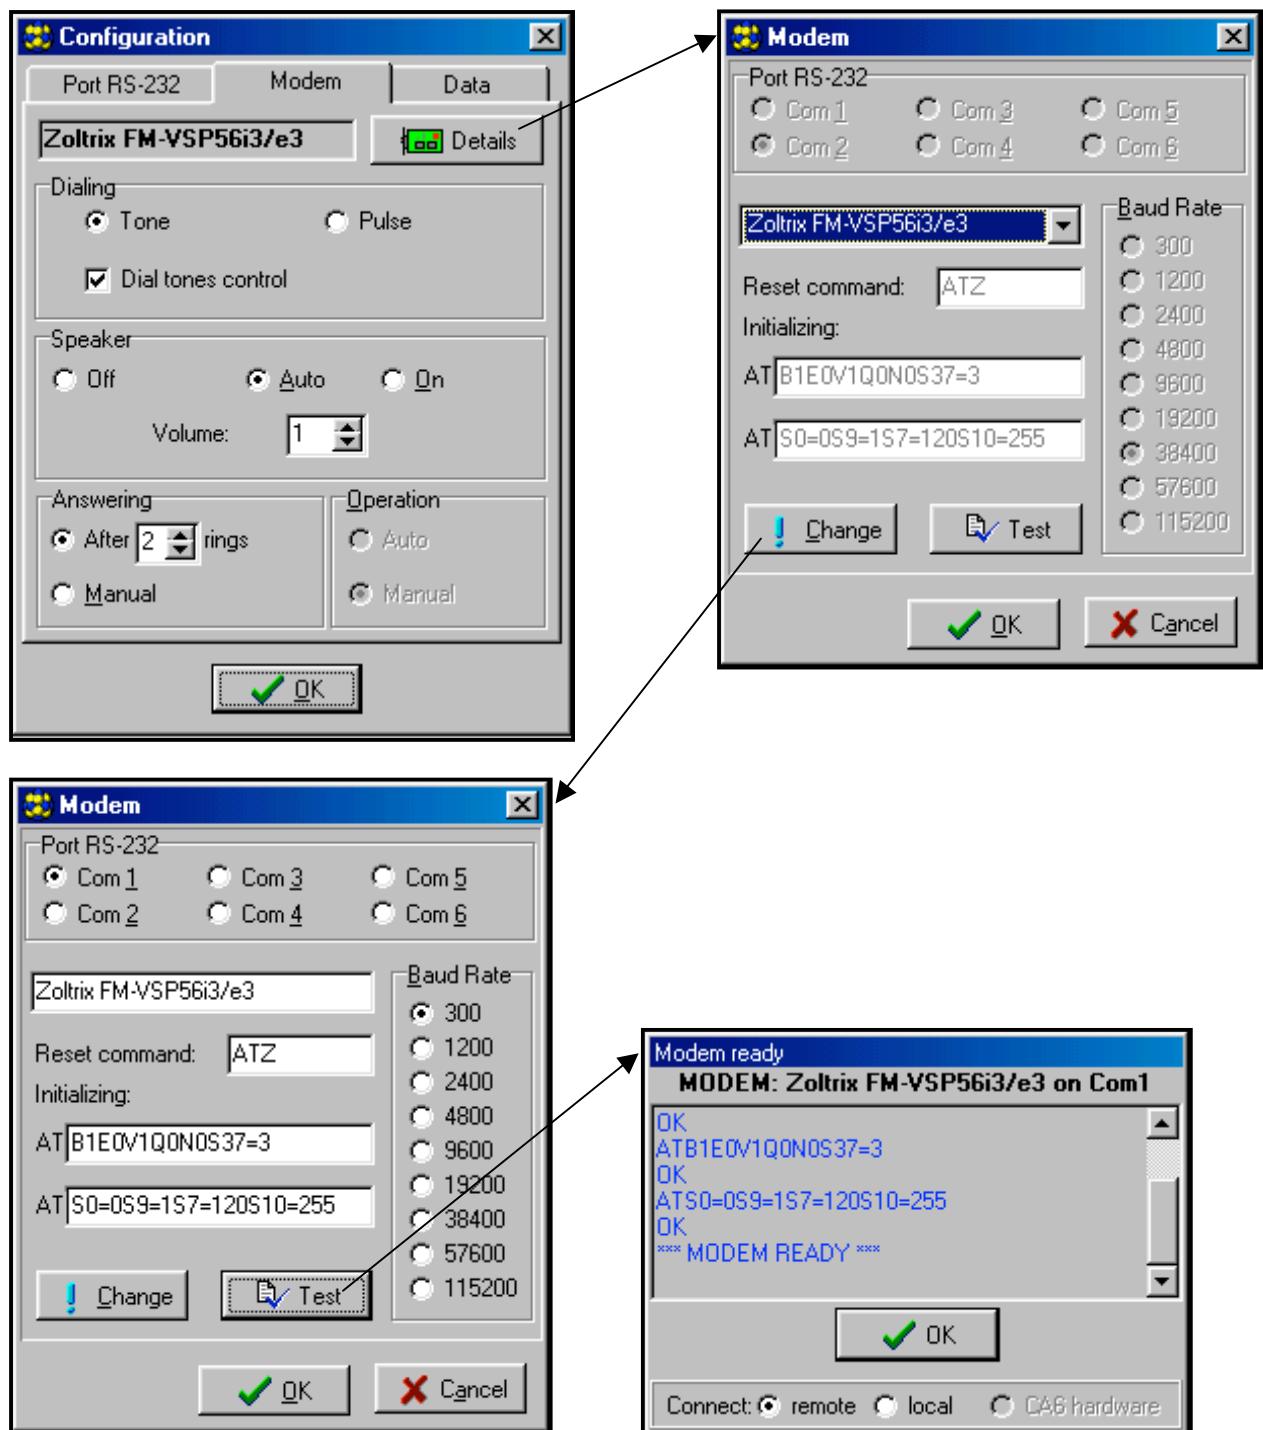 Configuration
Port RS-232 Modem Data
Zoltrix FM-VSP56i3/e3 Details
Dialing
Tone Pulse
Dial tones control
Speaker
Off Auto On
Volume: 1
Answering
After 2 rings
Manual
Operation
Auto
Manual
OK
Modem
Port RS-232
Com 1 Com 3 Com 5
Com 2 Com 4 Com 6
Zoltrix FM-VSP56i3/e3
Reset command: ATZ
Initializing:
AT B1E0V1Q0N0S37=3
AT S0=0S9=1S7=120S10=255
Baud Rate
300
1200
2400
4800
9600
19200
38400
57600
115200
Change Test
OK Cancel
Modem
Port RS-232
Com 1 Com 3 Com 5
Com 2 Com 4 Com 6
Zoltrix FM-VSP56i3/e3
Reset command: ATZ
Initializing:
AT B1E0V1Q0N0S37=3
AT S0=0S9=1S7=120S10=255
Baud Rate
300
1200
2400
4800
9600
19200
38400
57600
115200
Change Test
OK Cancel
Modem ready
MODEM: Zoltrix FM-VSP56i3/e3 on Com1
OK
ATB1E0V1Q0N0S37=3
OK
ATS0=0S9=1S7=120S10=255
OK
*** MODEM READY ***
OK
Connect: remote local CA6 hardware